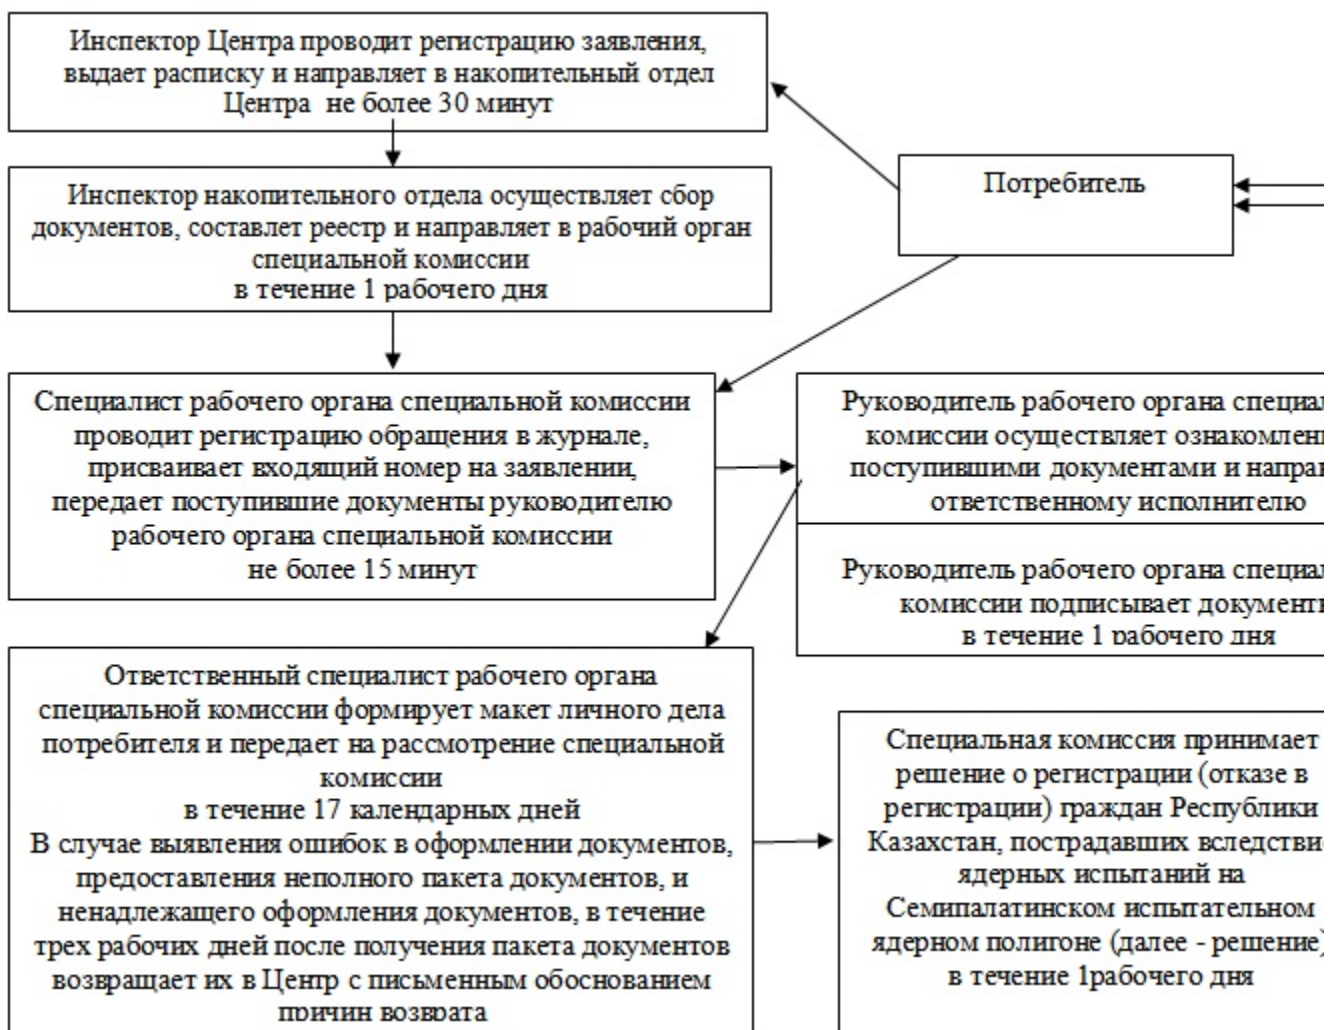 Инспектор Центра проводит регистрацию заявления,
выдает расписку и направляет в накопительный отдел
Центра не более 30 минут
Потребитель
Инспектор накопительного отдела осуществляет сбор
документов, составлет реестр и направляет в рабочий орган
специальной комиссии
в течение 1 рабочего дня
Специалист рабочего органа специальной комиссии
проводит регистрацию обращения в журнале,
присваивает входящий номер на заявлении,
передает поступившие документы руководителю
рабочего органа специальной комиссии
не более 15 минут
Руководитель рабочего органа
комиссии осуществляет
поступившими документами и
ответственному исполнителю
Руководитель рабочего органа
комиссии подписывает
в течение 1 рабочего дня
Ответственный специалист рабочего органа
специальной комиссии формирует макет личного дела
потребителя и передает на рассмотрение специальной
комиссии
в течение 17 календарных дней
В случае выявления ошибок в оформлении документов,
предоставления неполного пакета документов, и
ненадлежащего оформления документов, в течение
трех рабочих дней после получения пакета документов
возвращает их в Центр с письменным обоснованием
причин возврата
Специальная комиссия принимает
решение о регистрации (отказе в
регистрации) граждан Республики
Казахстан, пострадавших
ядерных испытаний на
Семипалатинском испытательном
ядерном полигоне (далее - решение)
в течение 1рабочего дня